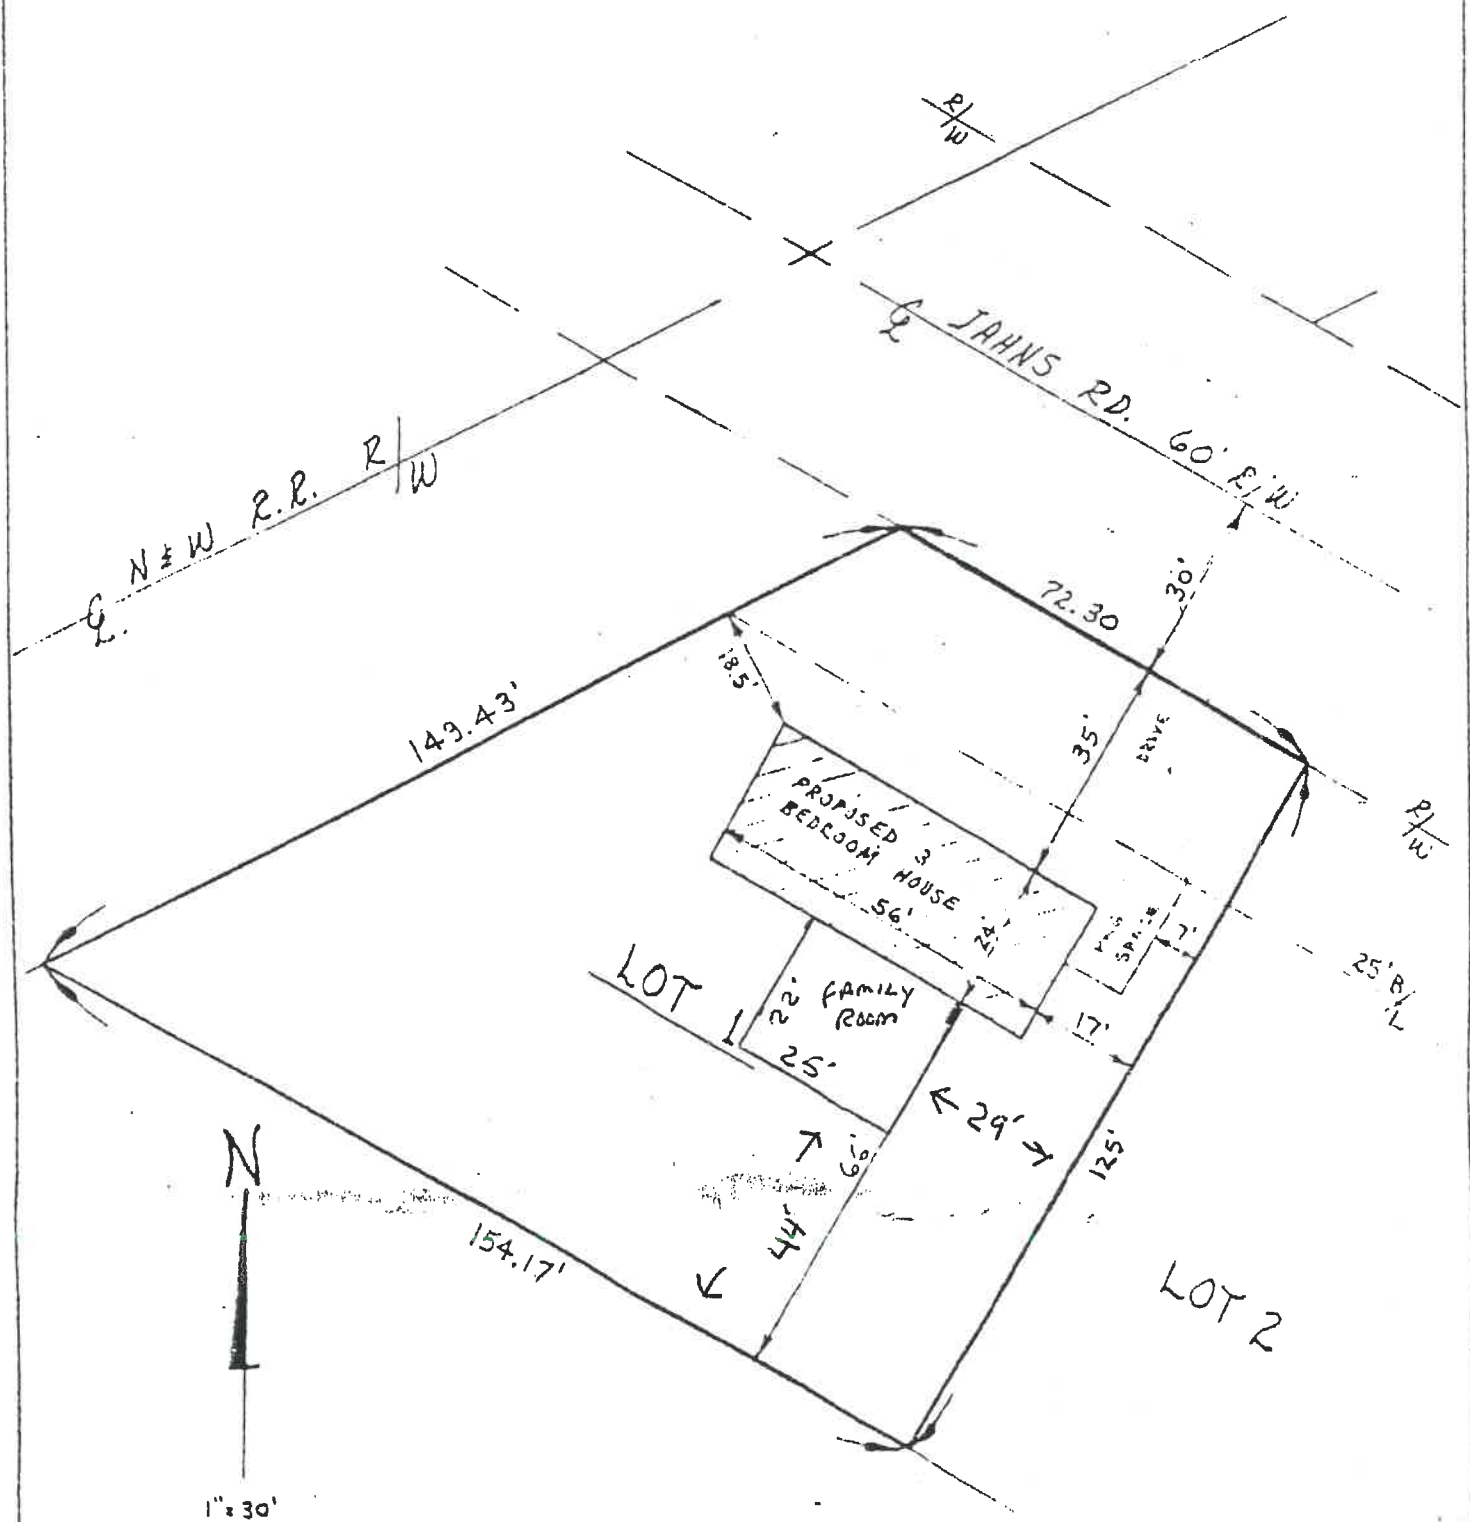 R/W
℄ JAHNS RD. 60' R/W
℄ N & W R.R. R/W
30'
72.30
18.5'
35'
DRIVE
149.43'
PROPOSED 3
BEDROOM HOUSE
56'
24'
SPACE
7'
R/W
25' B/L
LOT 1
22'
FAMILY
ROOM
25'
17'
29'
125'
44'
N
154.17'
LOT 2
1"=30'